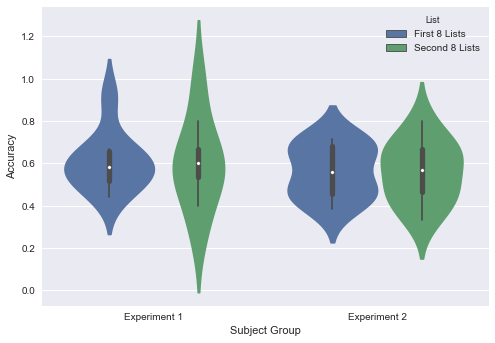 List
First 8 Lists
Second 8 Lists
1.2
1.0
0.8
0.6
0.4
0.2
0.0
Accuracy
Experiment 1
Experiment 2
Subject Group